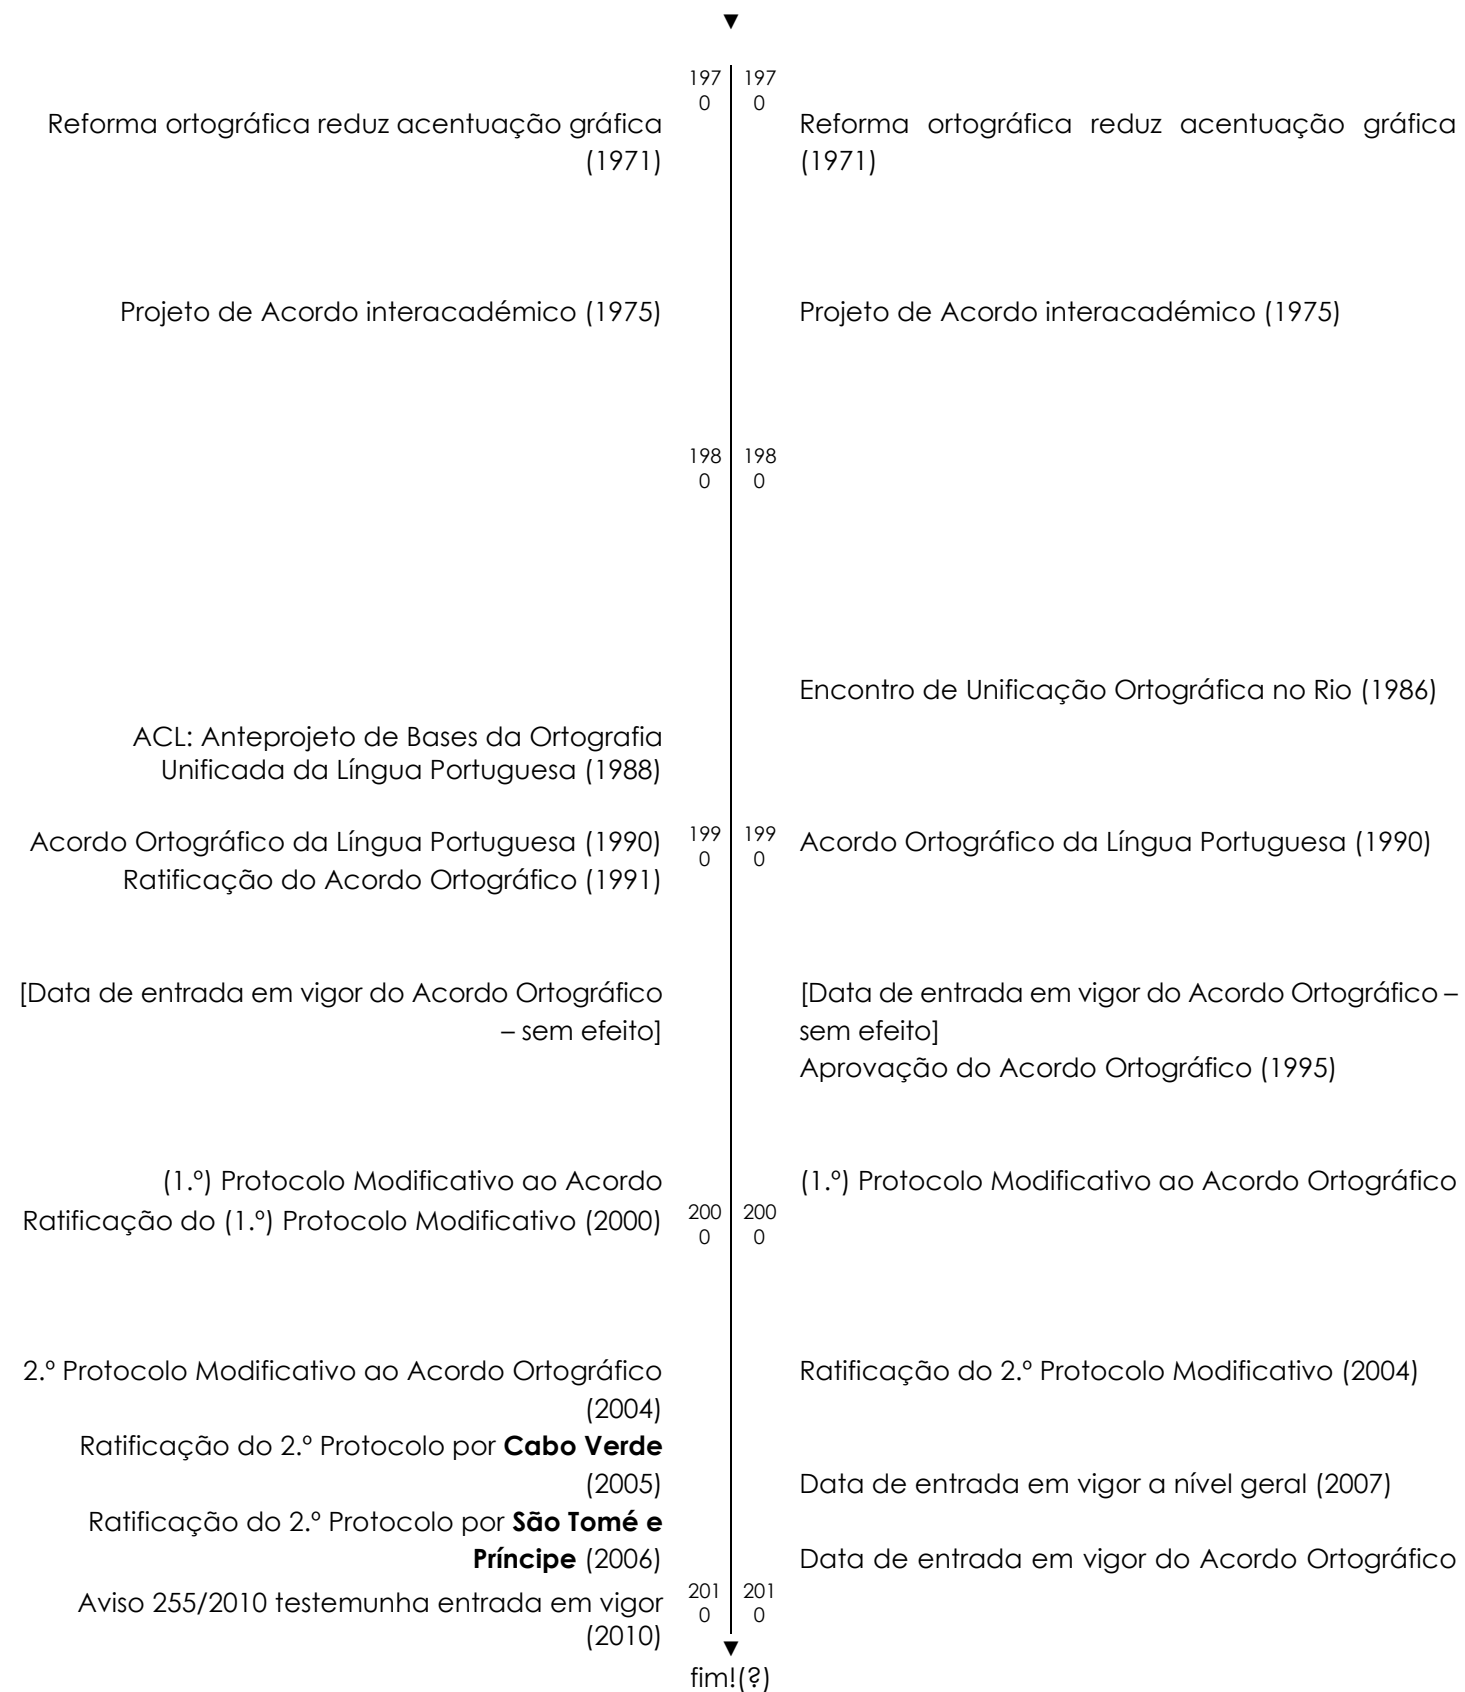 ▼
197 197
0 0
Reforma ortográfica reduz acentuação gráfica
(1971)
Reforma ortográfica reduz acentuação gráfica
(1971)
Projeto de Acordo interacadémico (1975)
Projeto de Acordo interacadémico (1975)
198 198
0 0
Encontro de Unificação Ortográfica no Rio (1986)
ACL: Anteprojeto de Bases da Ortografia
Unificada da Língua Portuguesa (1988)
Acordo Ortográfico da Língua Portuguesa (1990)
Ratificação do Acordo Ortográfico (1991)
199 199
0 0
Acordo Ortográfico da Língua Portuguesa (1990)
[Data de entrada em vigor do Acordo Ortográfico
– sem efeito]
[Data de entrada em vigor do Acordo Ortográfico –
sem efeito]
Aprovação do Acordo Ortográfico (1995)
(1.º) Protocolo Modificativo ao Acordo
Ratificação do (1.º) Protocolo Modificativo (2000)
(1.º) Protocolo Modificativo ao Acordo Ortográfico
200 200
0 0
2.º Protocolo Modificativo ao Acordo Ortográfico
(2004)
Ratificação do 2.º Protocolo por Cabo Verde
(2005)
Ratificação do 2.º Protocolo por São Tomé e
Príncipe (2006)
Aviso 255/2010 testemunha entrada em vigor
(2010)
Ratificação do 2.º Protocolo Modificativo (2004)
Data de entrada em vigor a nível geral (2007)
Data de entrada em vigor do Acordo Ortográfico
201 201
0 0
▼
fim!(?)